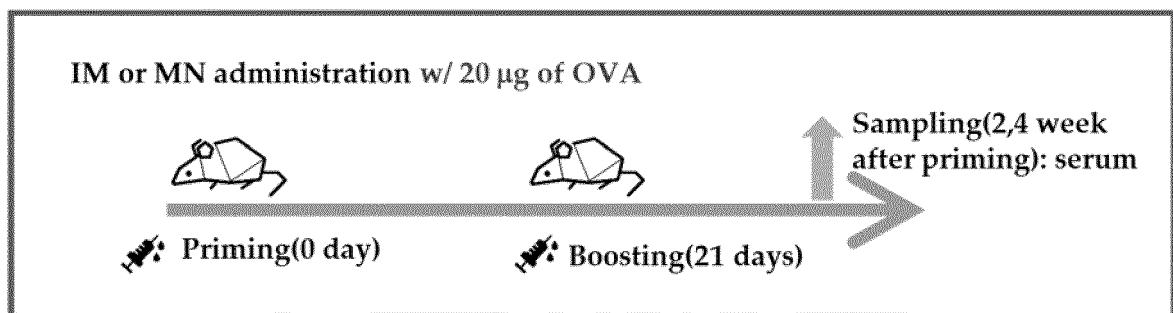 IM or MN administration w/ 20 μg of OVA
Sampling(2,4 week
after priming): serum
Priming(0 day)
Boosting(21 days)